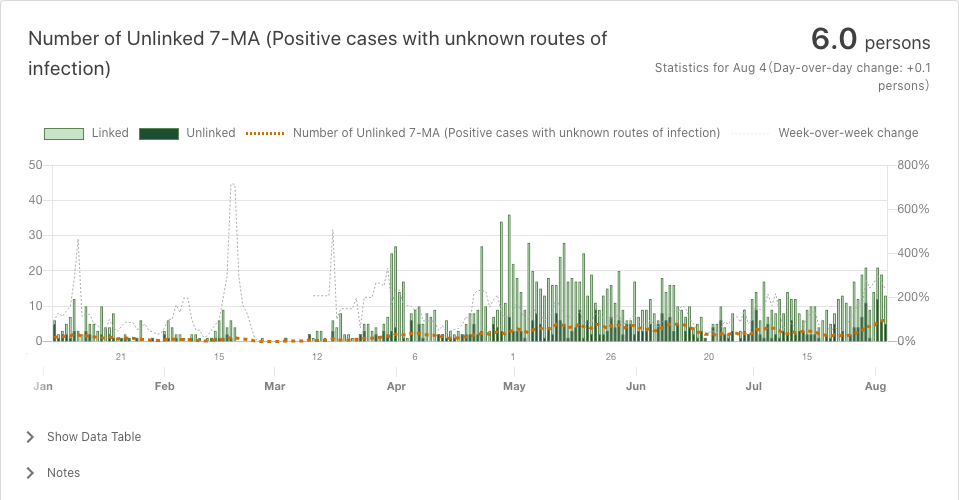 Number of Unlinked 7-MA (Positive cases with unknown routes of
infection)
6.0 persons
Statistics for Aug 4(Day-over-day change: +0.1
persons)
Linked
Unlinked
Number of Unlinked 7-MA (Positive cases with unknown routes of infection)
Week-over-week change
50
800%
40
600%
30
400%
20
200%
10
0
0%
21
15
12
6
1
26
20
15
Jan
Feb
Mar
Apr
May
Jun
Jul
Aug
Show Data Table
Notes